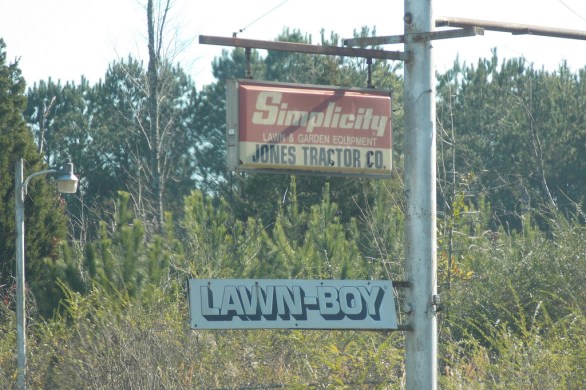 Simplicity
LAWN & GARDEN EQUIPMENT
JONES TRACTOR CO.
LAWN-BOY